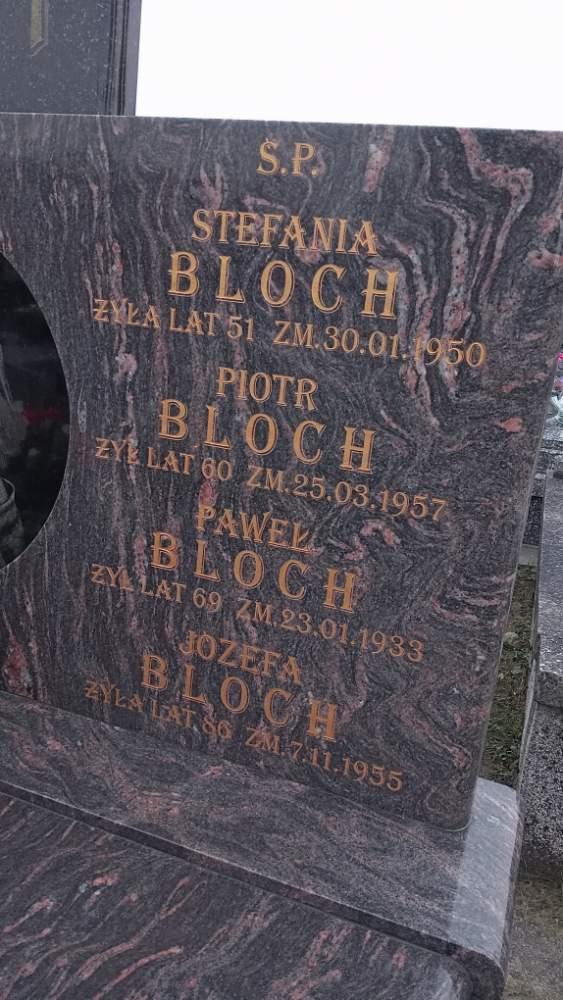 Ś.P.
STEFANIA
BLOCH
ŻYŁA LAT 51 ZM.30.01.1950
PIOTR
BLOCH
ŻYŁ LAT 60 ZM.25.03.1957
PAWEŁ
BLOCH
ŻYŁ LAT 69 ZM.23.01.1933
JÓZEFA
BLOCH
ŻYŁA LAT 86 ZM.7.11.1955